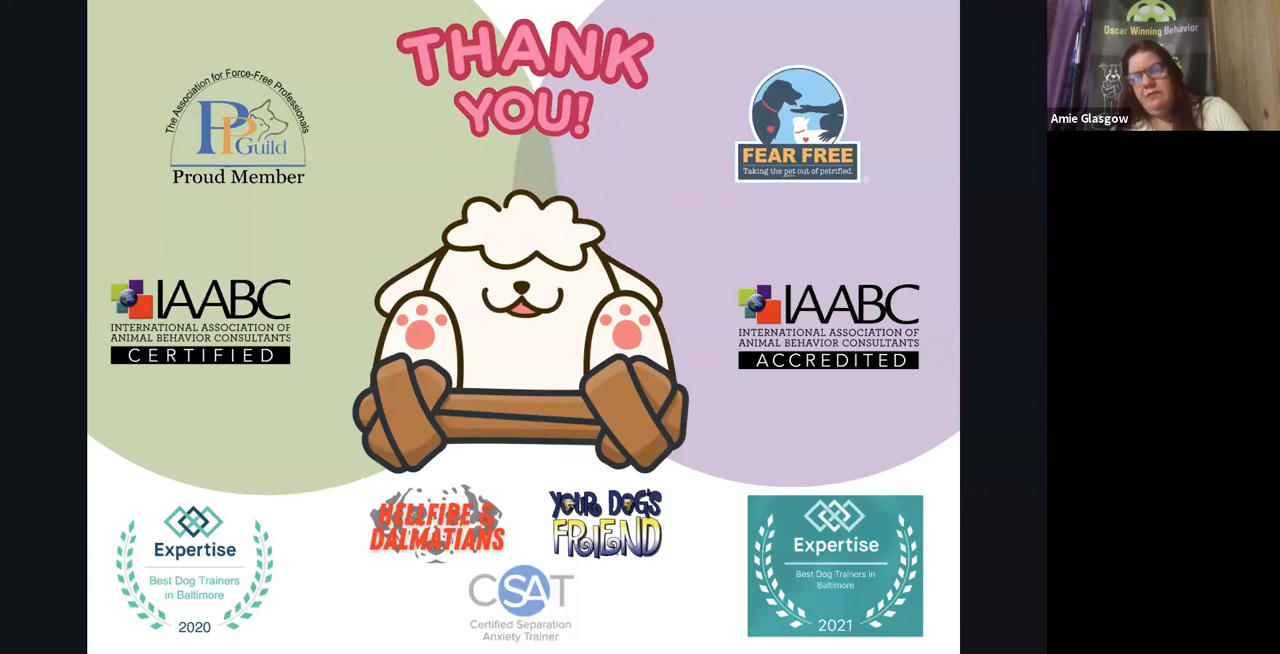 THANK
YOU!
The Association for Force-Free Professionals
PP
Guild
Proud Member
FEAR FREE
Taking the pet out of petrified.
®
IAABC
INTERNATIONAL ASSOCIATION OF
ANIMAL BEHAVIOR CONSULTANTS
CERTIFIED
IAABC
INTERNATIONAL ASSOCIATION OF
ANIMAL BEHAVIOR CONSULTANTS
ACCREDITED
Expertise
Best Dog Trainers
in Baltimore
2020
HELLFIRE &
DALMATIANS
YOUR DOG'S
FRIEND
CSAT
Certified Separation
Anxiety Trainer
Expertise
Best Dog Trainers in
Baltimore
2021
Oscar Winning Behavior
Amie Glasgow